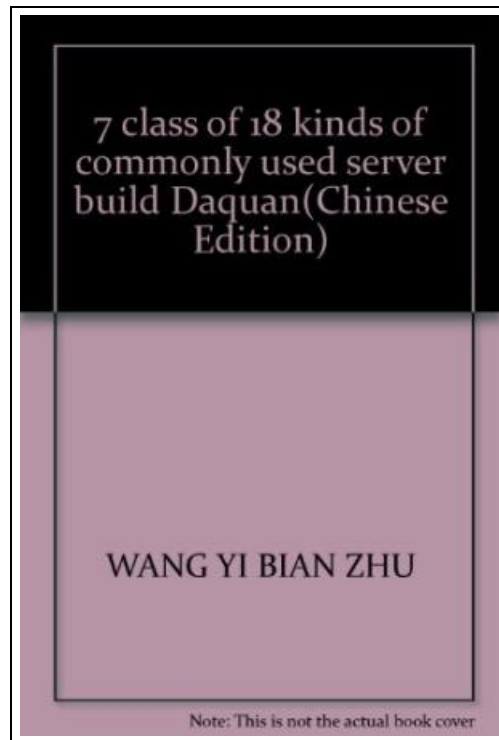 7 class of 18 kinds of
commonly used server
build Daquan(Chinese
Edition)
WANG YI BIAN ZHU
Note: This is not the actual book cover